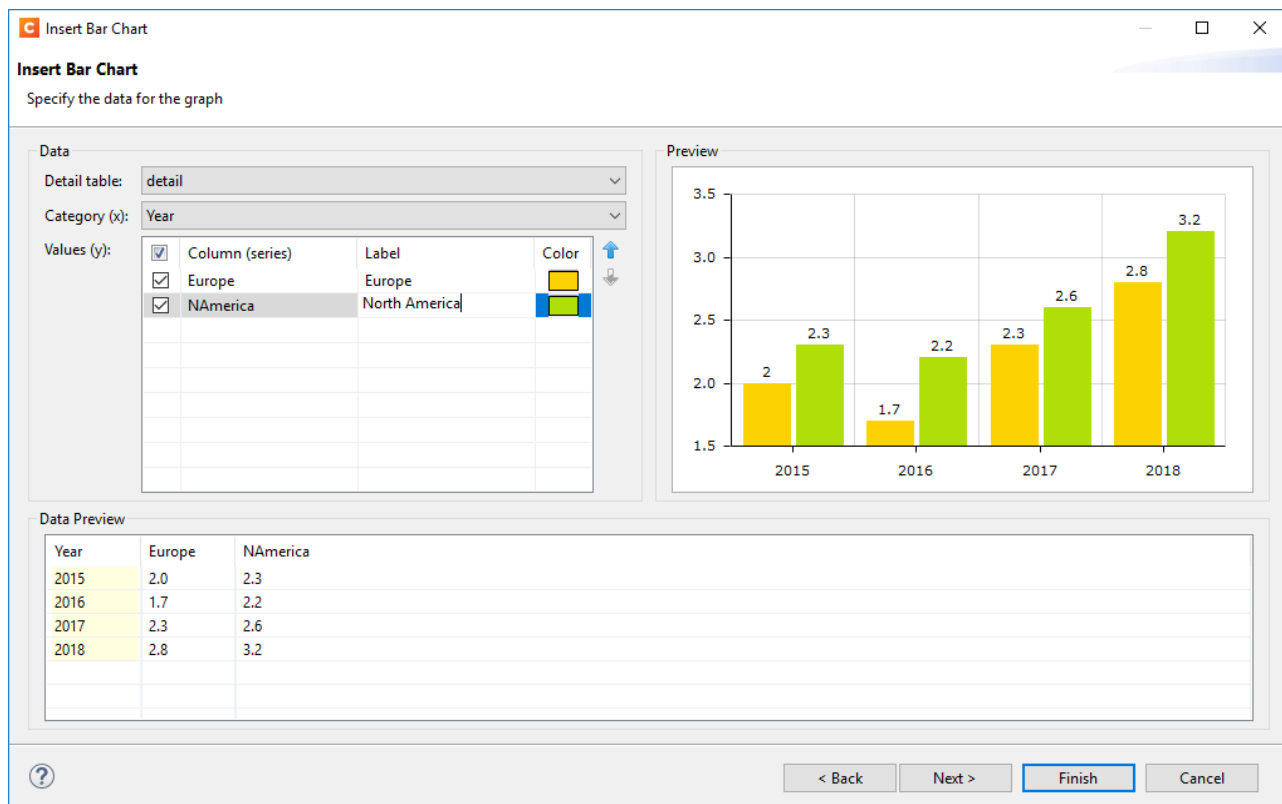 Insert Bar Chart
Insert Bar Chart
Specify the data for the graph
Data
Detail table: detail
Category (x): Year
Values (y): Column (series) Label Color
Europe Europe
NAmerica North America
Preview
3.5
3.0
2.5
2.0
1.5
2 2.3 1.7 2.2 2.3 2.6 2.8 3.2
2015 2016 2017 2018
Data Preview
Year Europe NAmerica
2015 2.0 2.3
2016 1.7 2.2
2017 2.3 2.6
2018 2.8 3.2
? < Back Next > Finish Cancel